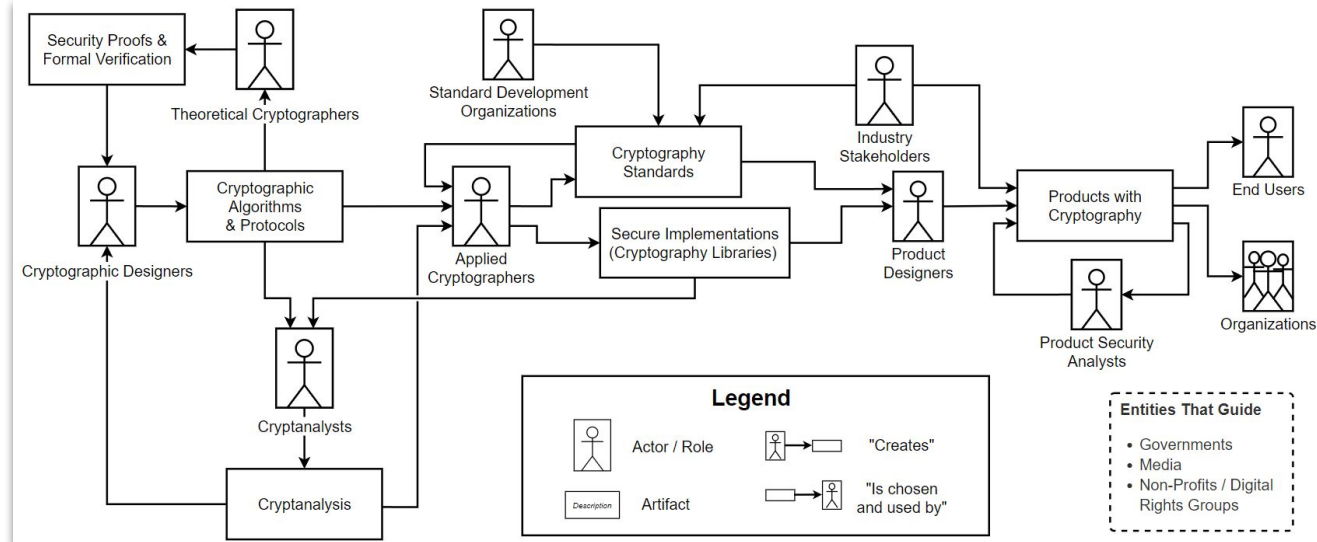 Security Proofs &
Formal Verification
Theoretical Cryptographers
Standard Development
Organizations
Industry
Stakeholders
Cryptographic Designers
Cryptographic
Algorithms
& Protocols
Applied
Cryptographers
Cryptography
Standards
Secure Implementations
(Cryptography Libraries)
Product
Designers
Products with
Cryptography
End Users
Organizations
Product Security
Analysts
Cryptanalysts
Cryptanalysis
Legend
Actor / Role
"Creates"
Description
Artifact
"Is chosen
and used by"
Entities That Guide
• Governments
• Media
• Non-Profits / Digital
Rights Groups